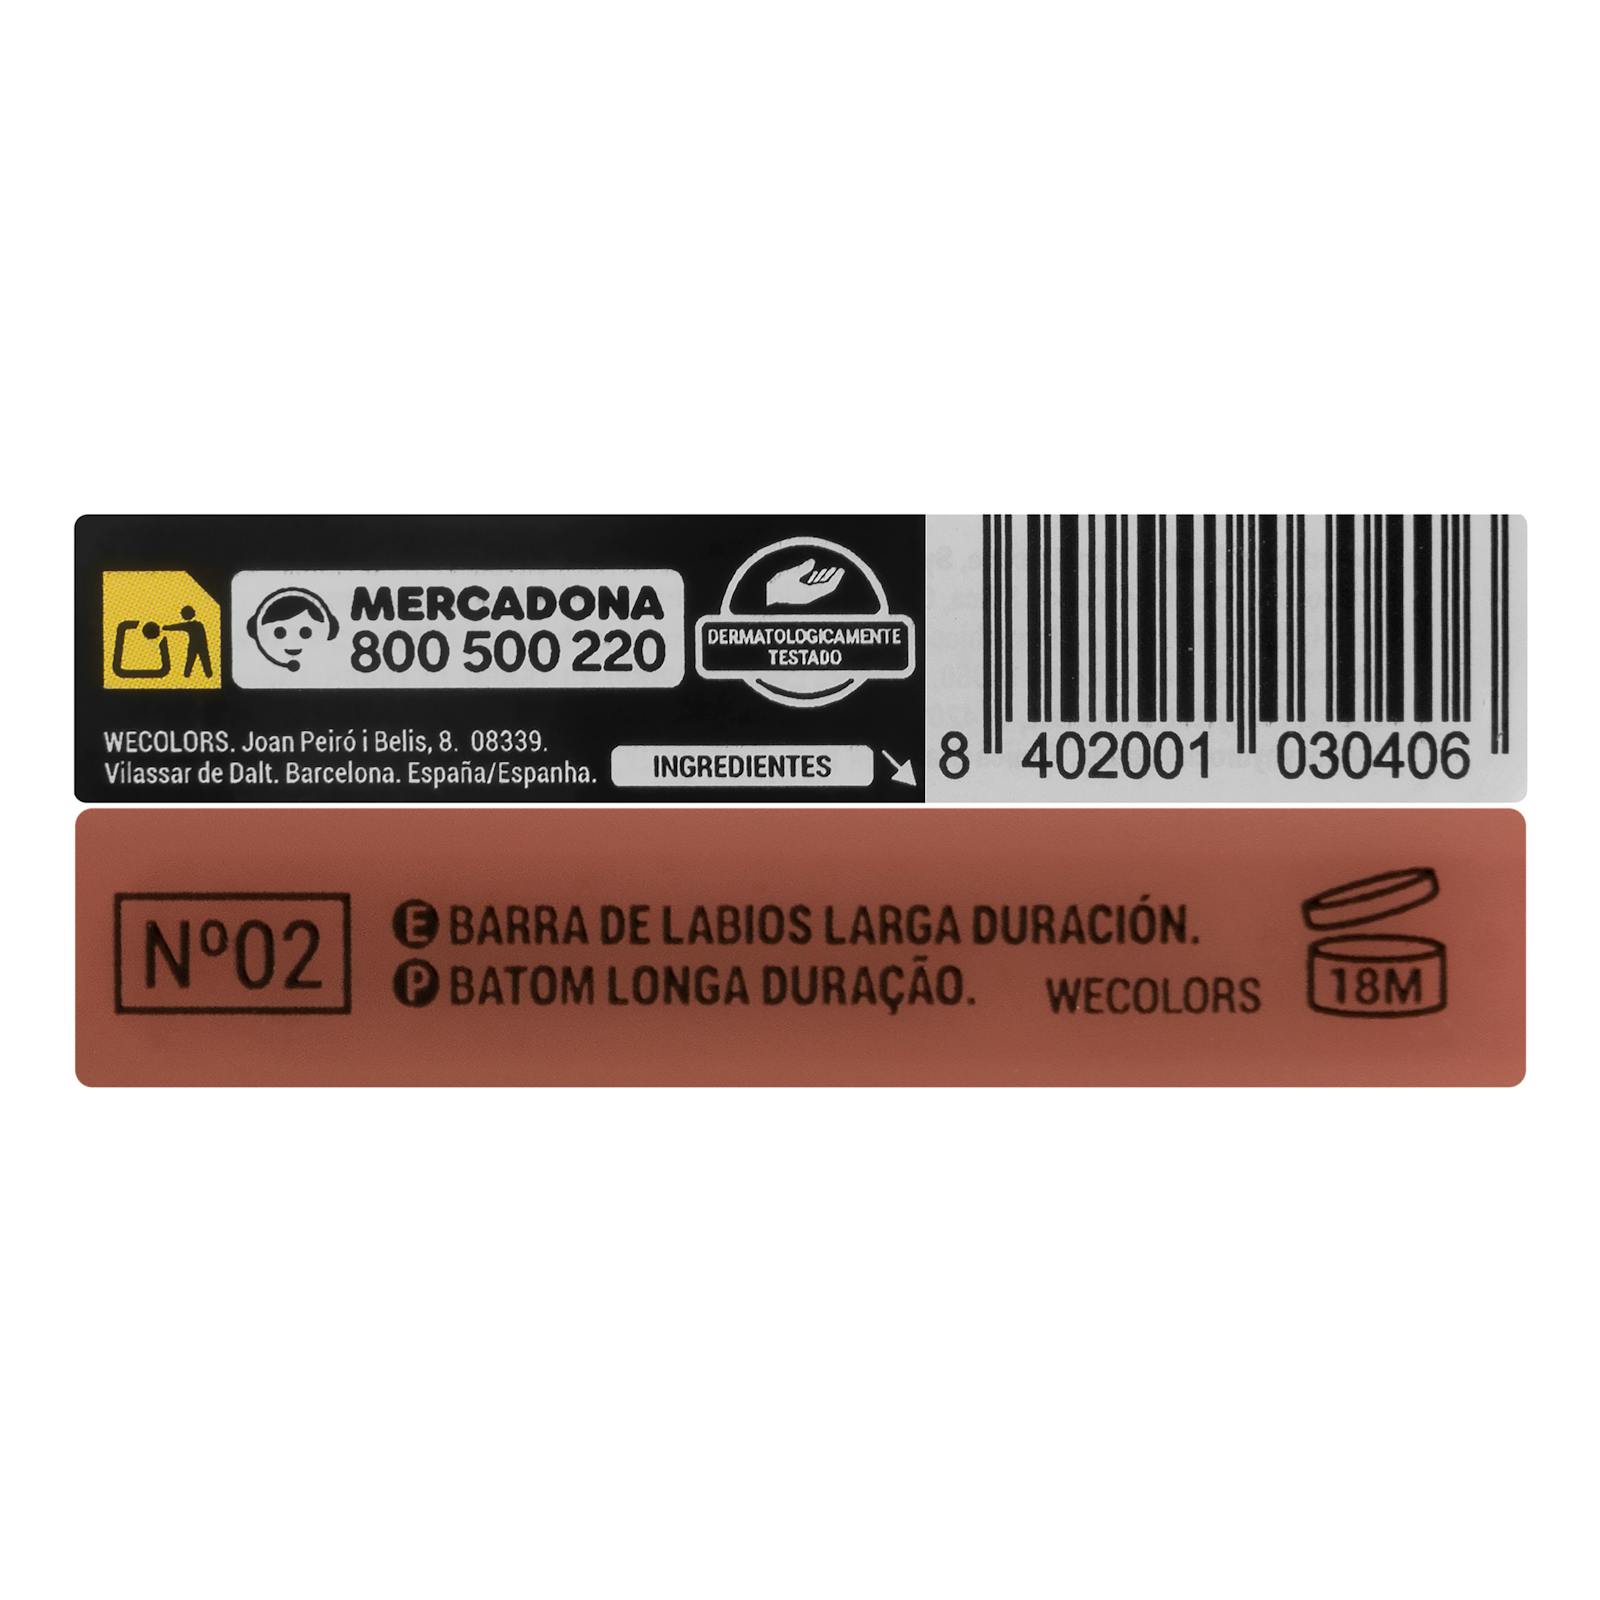 MERCADONA
800 500 220
DERMATOLOGICAMENTE
TESTADO
WECOLORS. Joan Peiró i Belis, 8. 08339.
Vilassar de Dalt. Barcelona. España/Espanha.
INGREDIENTES
8 402001 030406
Nº02
E BARRA DE LABIOS LARGA DURACIÓN.
P BATOM LONGA DURAÇÃO.
WECOLORS
18M